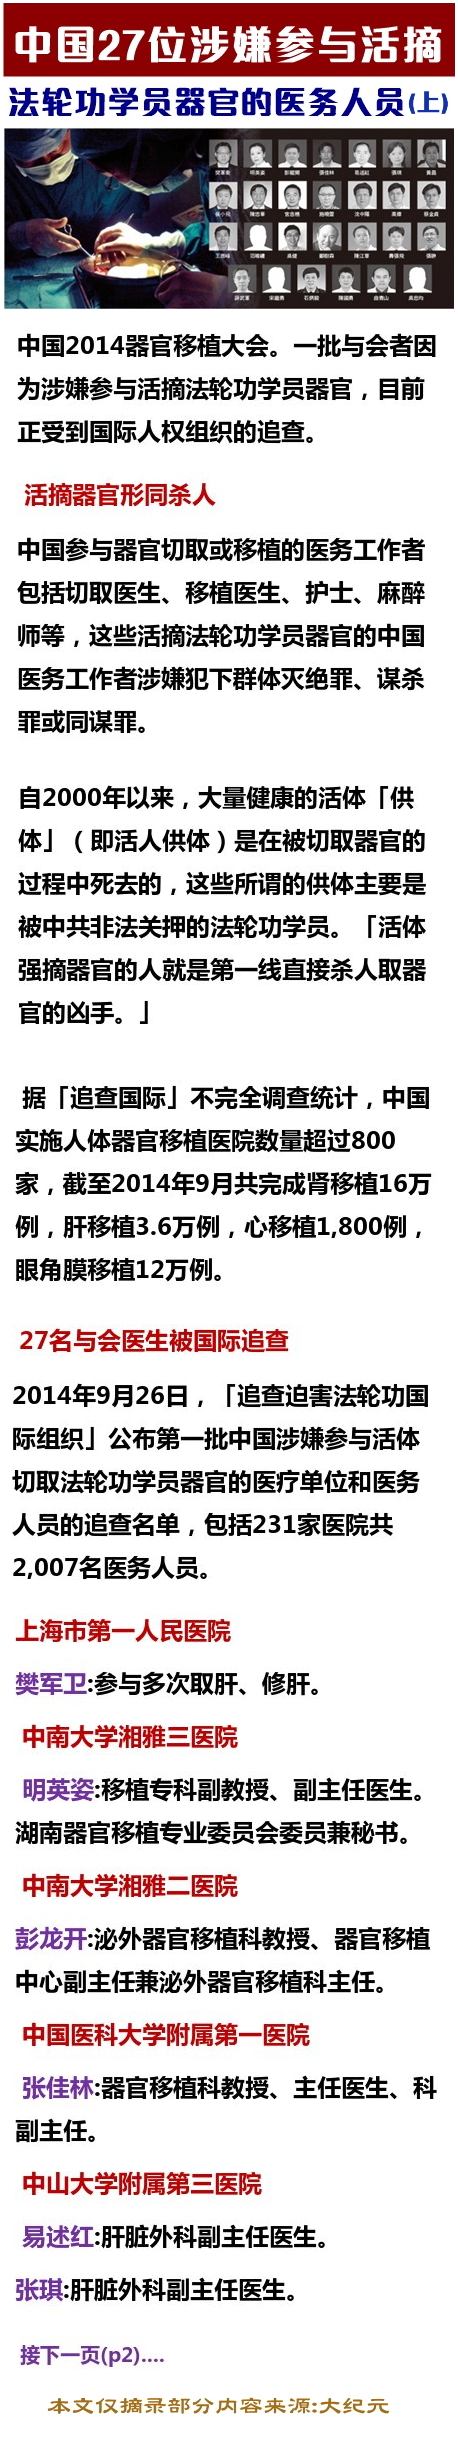 中国27位涉嫌参与活摘
法轮功学员器官的医务人员(上)
中国2014器官移植大会。一批与会者因
为涉嫌参与活摘法轮功学员器官，目前
正受到国际人权组织的追查。
活摘器官形同杀人
中国参与器官切取或移植的医务工作者
包括切取医生、移植医生、护士、麻醉
师等，这些活摘法轮功学员器官的中国
医务工作者涉嫌犯下群体灭绝罪、谋杀
罪或同谋罪。
自2000年以来，大量健康的活体「供
体」（即活人供体）是在被切取器官的
过程中死去的，这些所谓的供体主要是
被中共非法关押的法轮功学员。「活体
强摘器官的人就是第一线直接杀人取器
官的凶手。」
据「追查国际」不完全调查统计，中国
实施人体器官移植医院数量超过800
家，截至2014年9月共完成肾移植16万
例，肝移植3.6万例，心移植1,800例，
眼角膜移植12万例。
27名与会医生被国际追查
2014年9月26日，「追查迫害法轮功国
际组织」公布第一批中国涉嫌参与活体
切取法轮功学员器官的医疗单位和医务
人员的追查名单，包括231家医院共
2,007名医务人员。
上海市第一人民医院
樊军卫:参与多次取肝、修肝。
中南大学湘雅三医院
明英姿:移植专科副教授、副主任医生。
湖南器官移植专业委员会委员兼秘书。
中南大学湘雅二医院
彭龙开:泌外器官移植科教授、器官移植
中心副主任兼泌外器官移植科主任。
中国医科大学附属第一医院
张佳林:器官移植科教授、主任医生、科
副主任。
中山大学附属第三医院
易述红:肝脏外科副主任医生。
张琪:肝脏外科副主任医生。
接下一页(p2)....
本文仅摘录部分内容来源:大纪元